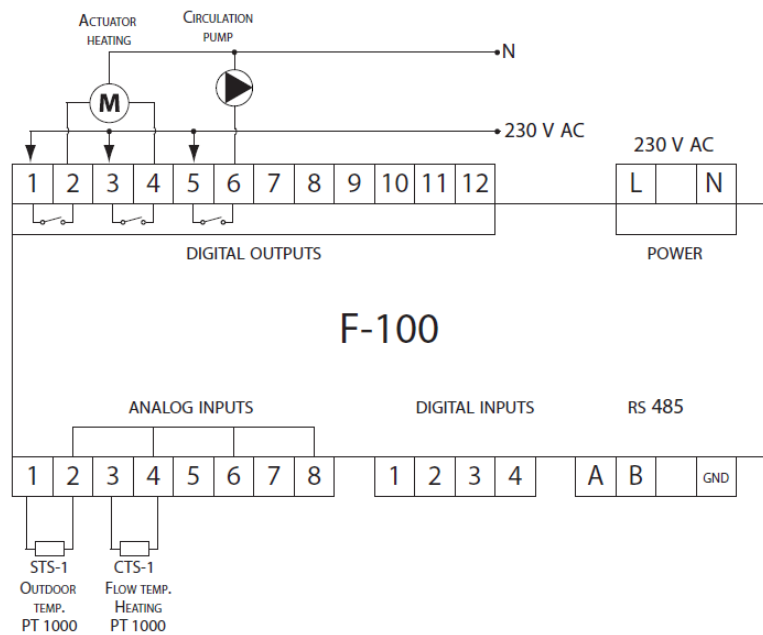 ACTUATOR
HEATING
CIRCULATION
PUMP
N
M
230 V AC
230 V AC
1 2 3 4 5 6 7 8 9 10 11 12
L N
DIGITAL OUTPUTS
POWER
F-100
ANALOG INPUTS
DIGITAL INPUTS
RS 485
1 2 3 4 5 6 7 8
1 2 3 4
A B GND
STS-1
OUTDOOR
TEMP.
PT 1000
CTS-1
FLOW TEMP.
HEATING
PT 1000